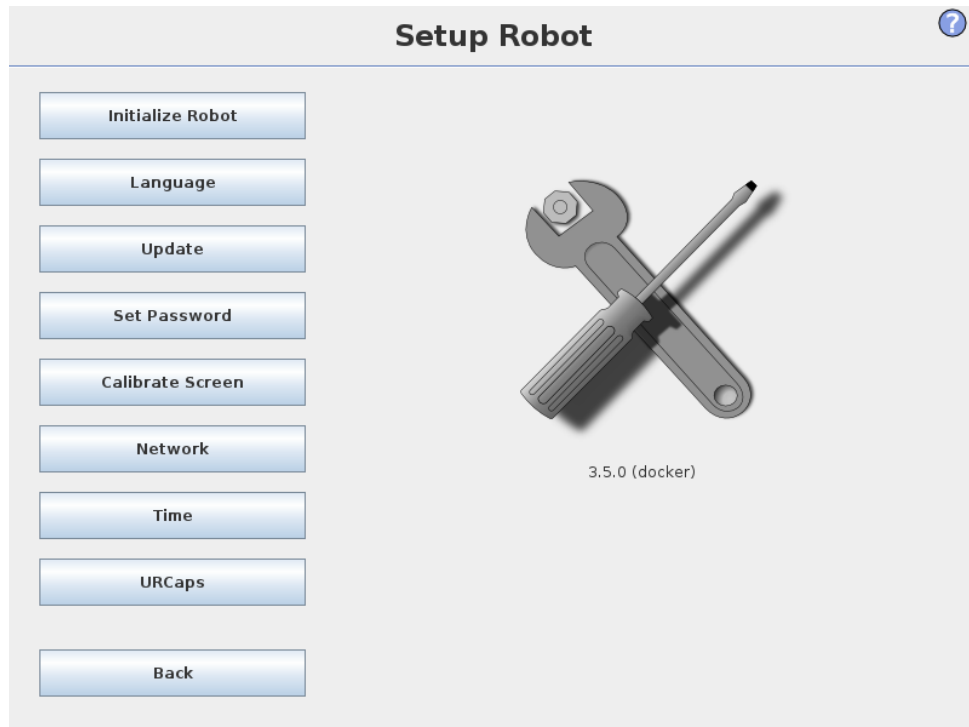 Setup Robot
?
Initialize Robot
Language
Update
Set Password
Calibrate Screen
Network
Time
URCaps
Back
3.5.0 (docker)